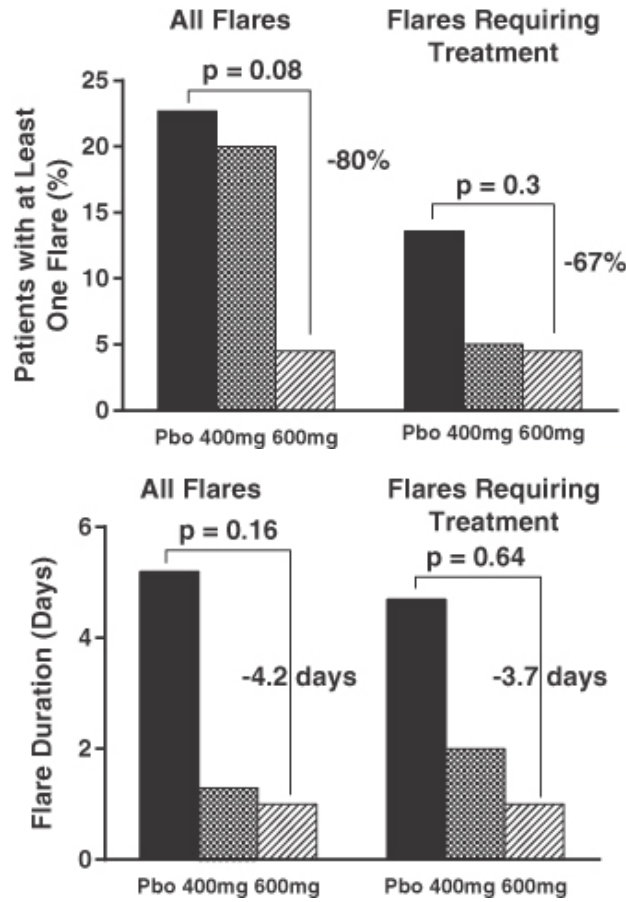 All Flares
Flares Requiring
Treatment
p = 0.08
-80%
p = 0.3
-67%
Patients with at Least
One Flare (%)
25
20
15
10
5
0
Pbo 400mg 600mg
Pbo 400mg 600mg
All Flares
Flares Requiring
Treatment
p = 0.16
p = 0.64
-4.2 days
-3.7 days
Flare Duration (Days)
6
4
2
0
Pbo 400mg 600mg
Pbo 400mg 600mg